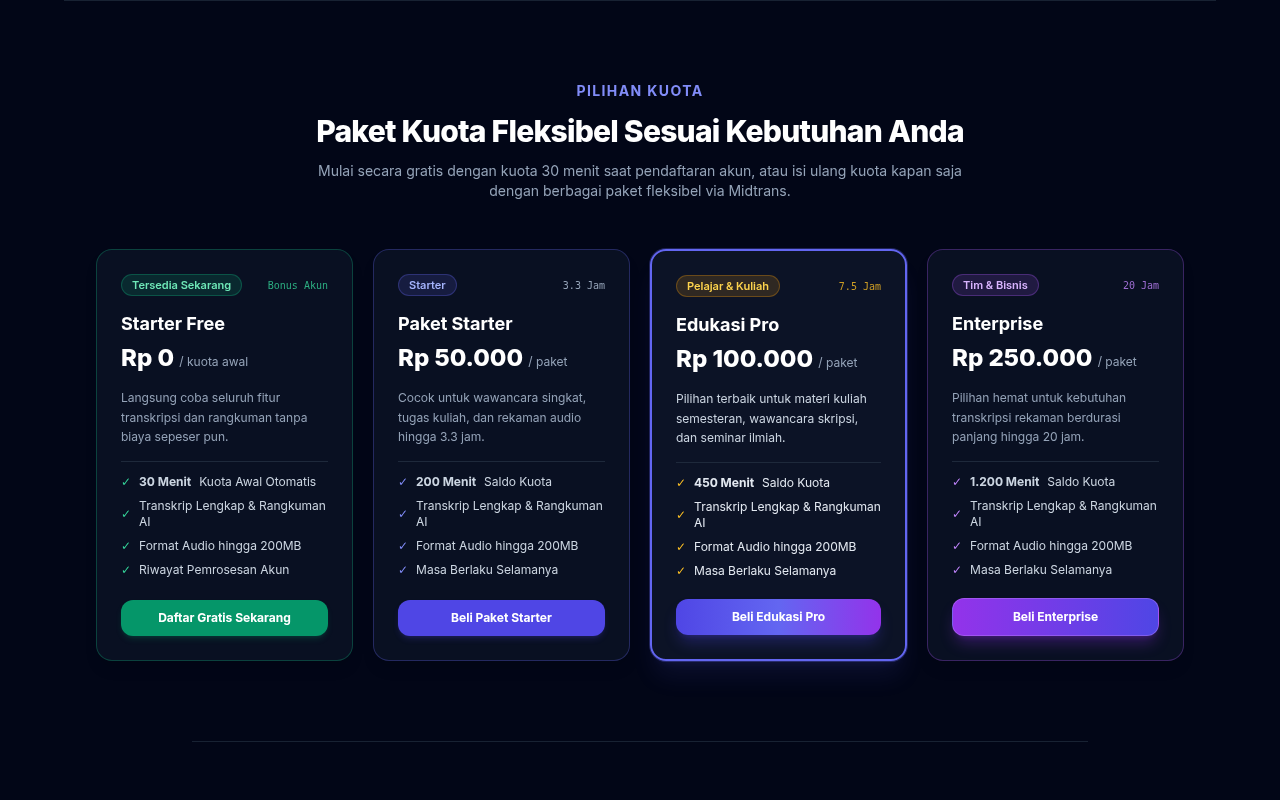 PILIHAN KUOTA
Paket Kuota Fleksibel Sesuai Kebutuhan Anda
Mulai secara gratis dengan kuota 30 menit saat pendaftaran akun, atau isi ulang kuota kapan saja
dengan berbagai paket fleksibel via Midtrans.
Tersedia Sekarang
Bonus Akun
Starter Free
Rp 0 / kuota awal
Langsung coba seluruh fitur
transkripsi dan rangkuman tanpa
biaya sepeser pun.
✓ 30 Menit Kuota Awal Otomatis
✓ Transkrip Lengkap & Rangkuman
AI
✓ Format Audio hingga 200MB
✓ Riwayat Pemrosesan Akun
Daftar Gratis Sekarang
Starter
3.3 Jam
Paket Starter
Rp 50.000 / paket
Cocok untuk wawancara singkat,
tugas kuliah, dan rekaman audio
hingga 3.3 jam.
✓ 200 Menit Saldo Kuota
✓ Transkrip Lengkap & Rangkuman
AI
✓ Format Audio hingga 200MB
✓ Masa Berlaku Selamanya
Beli Paket Starter
Pelajar & Kuliah
7.5 Jam
Edukasi Pro
Rp 100.000 / paket
Pilihan terbaik untuk materi kuliah
semesteran, wawancara skripsi,
dan seminar ilmiah.
✓ 450 Menit Saldo Kuota
✓ Transkrip Lengkap & Rangkuman
AI
✓ Format Audio hingga 200MB
✓ Masa Berlaku Selamanya
Beli Edukasi Pro
Tim & Bisnis
20 Jam
Enterprise
Rp 250.000 / paket
Pilihan hemat untuk kebutuhan
transkripsi rekaman berdurasi
panjang hingga 20 jam.
✓ 1.200 Menit Saldo Kuota
✓ Transkrip Lengkap & Rangkuman
AI
✓ Format Audio hingga 200MB
✓ Masa Berlaku Selamanya
Beli Enterprise